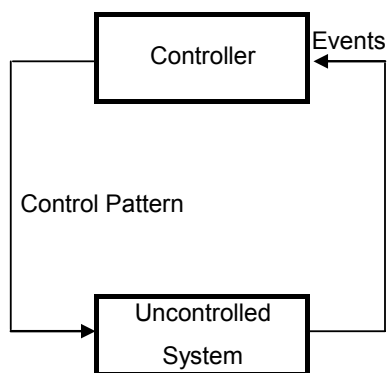 Events
Controller
Control Pattern
Uncontrolled
System